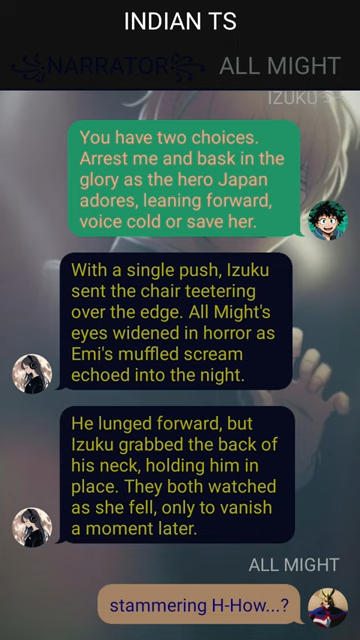 INDIAN TS
꧁NARRATOR꧂ ALL MIGHT
IZUKU
You have two choices.
Arrest me and bask in the
glory as the hero Japan
adores, leaning forward,
voice cold or save her.
With a single push, Izuku
sent the chair teetering
over the edge. All Might's
eyes widened in horror as
Emi's muffled scream
echoed into the night.
He lunged forward, but
Izuku grabbed the back of
his neck, holding him in
place. They both watched
as she fell, only to vanish
a moment later.
ALL MIGHT
stammering H-How...?